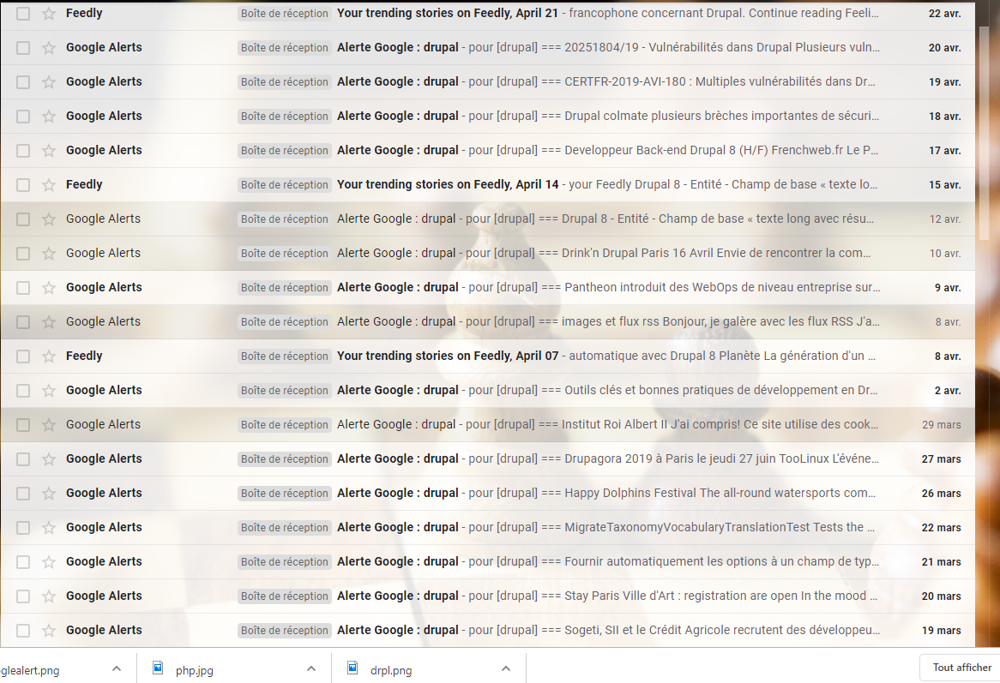 Feedly Boîte de réception Your trending stories on Feedly, April 21 - francophone concernant Drupal. Continue reading Feeli… 22 avr.
Google Alerts Boîte de réception Alerte Google : drupal - pour [drupal] === 20251804/19 - Vulnérabilités dans Drupal Plusieurs vuln… 20 avr.
Google Alerts Boîte de réception Alerte Google : drupal - pour [drupal] === CERTFR-2019-AVI-180 : Multiples vulnérabilités dans Dr… 19 avr.
Google Alerts Boîte de réception Alerte Google : drupal - pour [drupal] === Drupal colmate plusieurs brèches importantes de sécuri… 18 avr.
Google Alerts Boîte de réception Alerte Google : drupal - pour [drupal] === Developpeur Back-end Drupal 8 (H/F) Frenchweb.fr Le P… 17 avr.
Feedly Boîte de réception Your trending stories on Feedly, April 14 - your Feedly Drupal 8 - Entité - Champ de base « texte lo… 15 avr.
Google Alerts Boîte de réception Alerte Google : drupal - pour [drupal] === Drupal 8 - Entité - Champ de base « texte long avec résu… 12 avr.
Google Alerts Boîte de réception Alerte Google : drupal - pour [drupal] === Drink'n Drupal Paris 16 Avril Envie de rencontrer la com… 10 avr.
Google Alerts Boîte de réception Alerte Google : drupal - pour [drupal] === Pantheon introduit des WebOps de niveau entreprise sur… 9 avr.
Google Alerts Boîte de réception Alerte Google : drupal - pour [drupal] === images et flux rss Bonjour, je galère avec les flux RSS J'a… 8 avr.
Feedly Boîte de réception Your trending stories on Feedly, April 07 - automatique avec Drupal 8 Planète La génération d'un … 8 avr.
Google Alerts Boîte de réception Alerte Google : drupal - pour [drupal] === Outils clés et bonnes pratiques de développement en Dr… 2 avr.
Google Alerts Boîte de réception Alerte Google : drupal - pour [drupal] === Institut Roi Albert II J'ai compris! Ce site utilise des cook… 29 mars
Google Alerts Boîte de réception Alerte Google : drupal - pour [drupal] === Drupagora 2019 à Paris le jeudi 27 juin TooLinux L'événe… 27 mars
Google Alerts Boîte de réception Alerte Google : drupal - pour [drupal] === Happy Dolphins Festival The all-round watersports com… 26 mars
Google Alerts Boîte de réception Alerte Google : drupal - pour [drupal] === MigrateTaxonomyVocabularyTranslationTest Tests the … 22 mars
Google Alerts Boîte de réception Alerte Google : drupal - pour [drupal] === Fournir automatiquement les options à un champ de typ… 21 mars
Google Alerts Boîte de réception Alerte Google : drupal - pour [drupal] === Stay Paris Ville d'Art : registration are open In the mood … 20 mars
Google Alerts Boîte de réception Alerte Google : drupal - pour [drupal] === Sogeti, SII et le Crédit Agricole recrutent des développeu… 19 mars
glealert.png php.jpg drpl.png Tout afficher